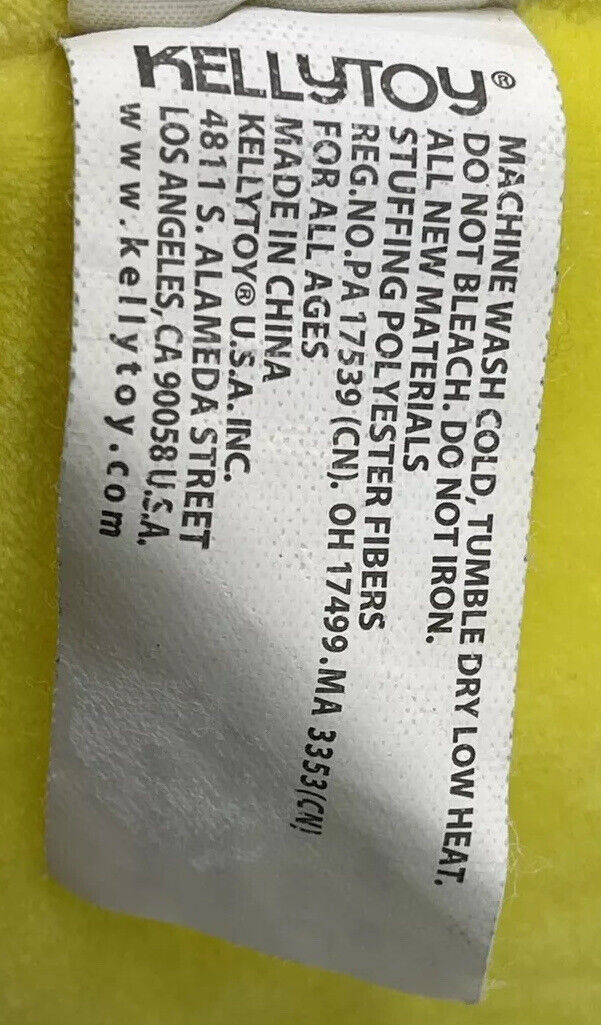 KELLYTOY®
MACHINE WASH COLD, TUMBLE DRY LOW HEAT.
DO NOT BLEACH. DO NOT IRON.
ALL NEW MATERIALS
STUFFING POLYESTER FIBERS
REG.NO.PA 17539 (CN). OH 17499.MA 3353(CN)
FOR ALL AGES
MADE IN CHINA
KELLYTOY® U.S.A. INC.
4811 S. ALAMEDA STREET
LOS ANGELES, CA 90058 U.S.A.
www.kellytoy.com